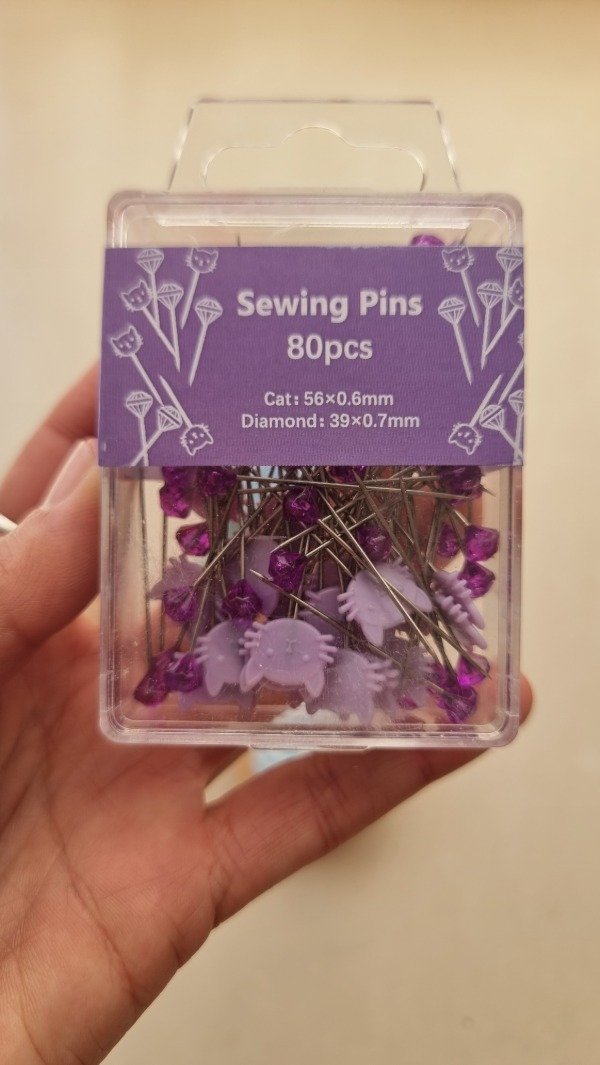 Sewing Pins
80pcs
Cat: 56×0.6mm
Diamond: 39×0.7mm